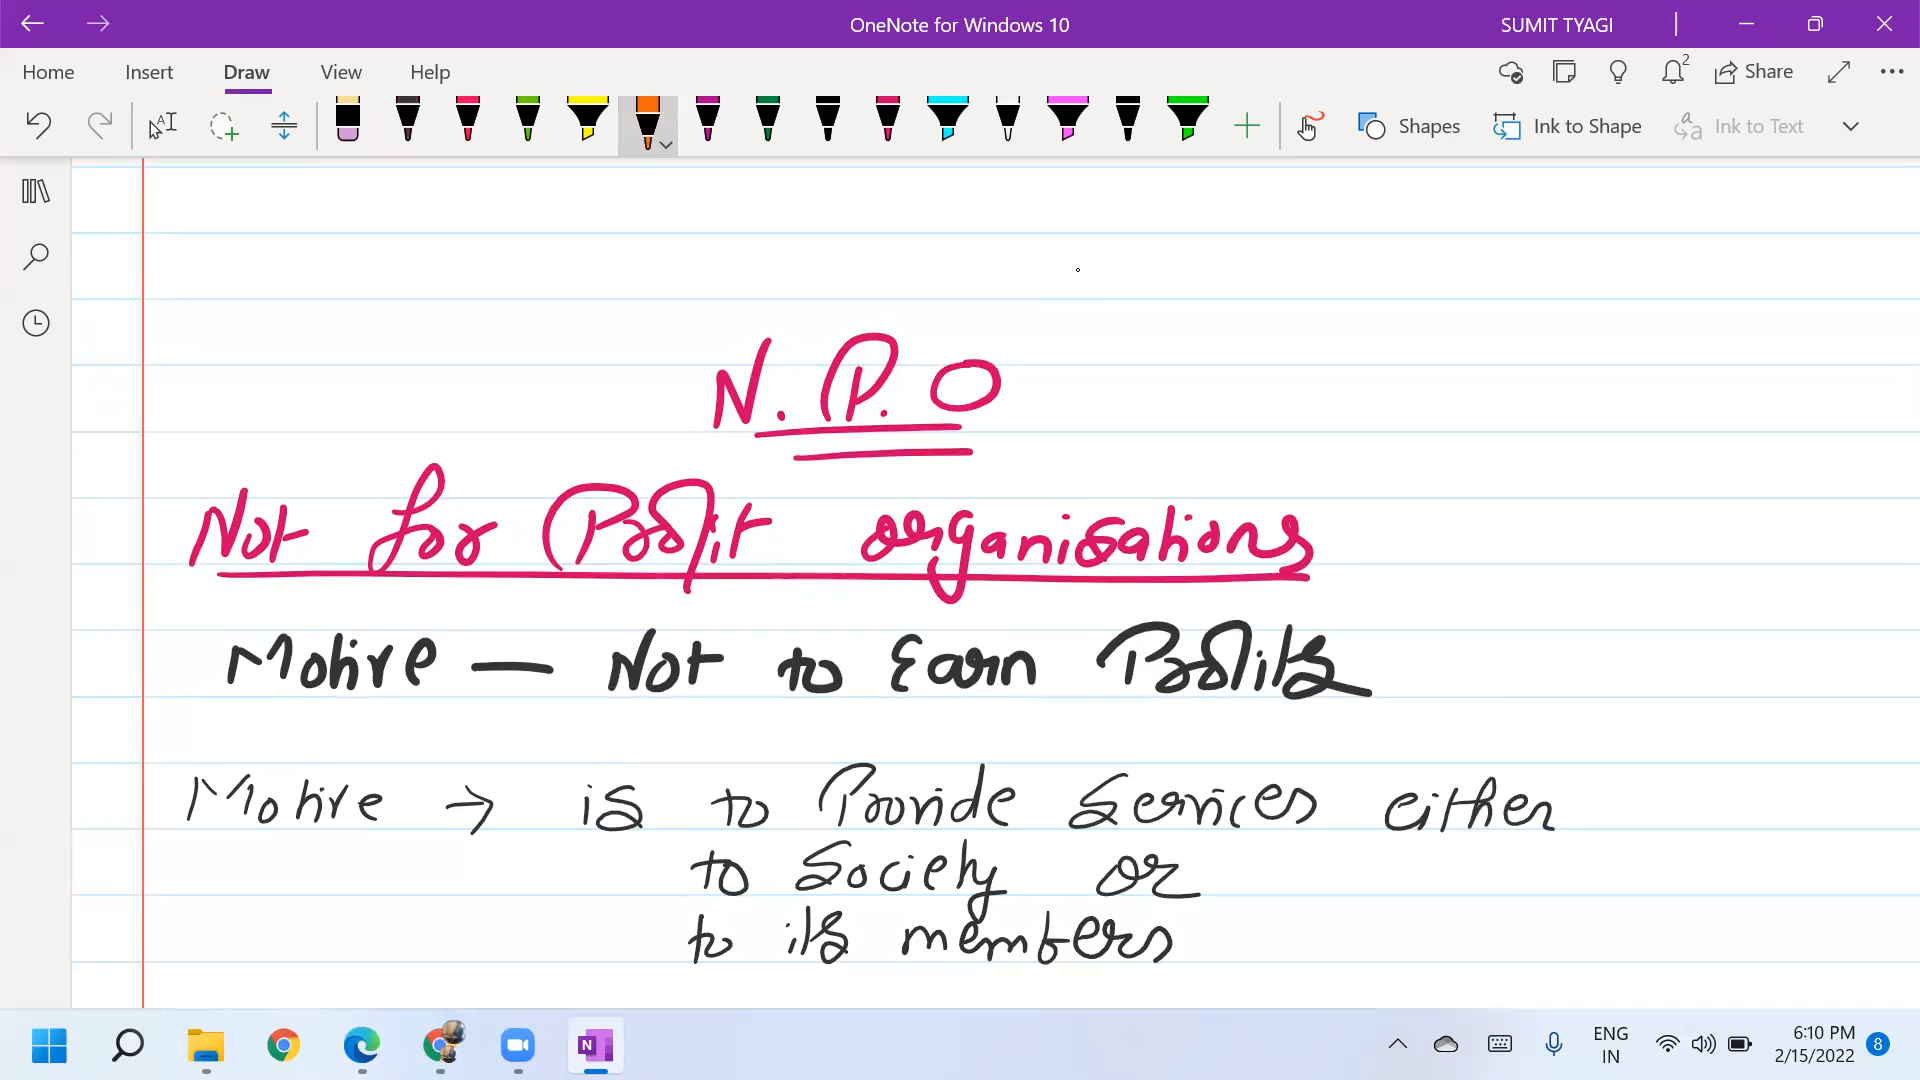 OneNote for Windows 10
SUMIT TYAGI
Home Insert Draw View Help
2
Share
Shapes Ink to Shape Ink to Text
N.P.O
Not for Profit organisations
Motive — Not to Earn Profits
Motive → is to Provide Services either
to Society or
to its members
ENG
IN
6:10 PM
2/15/2022
8